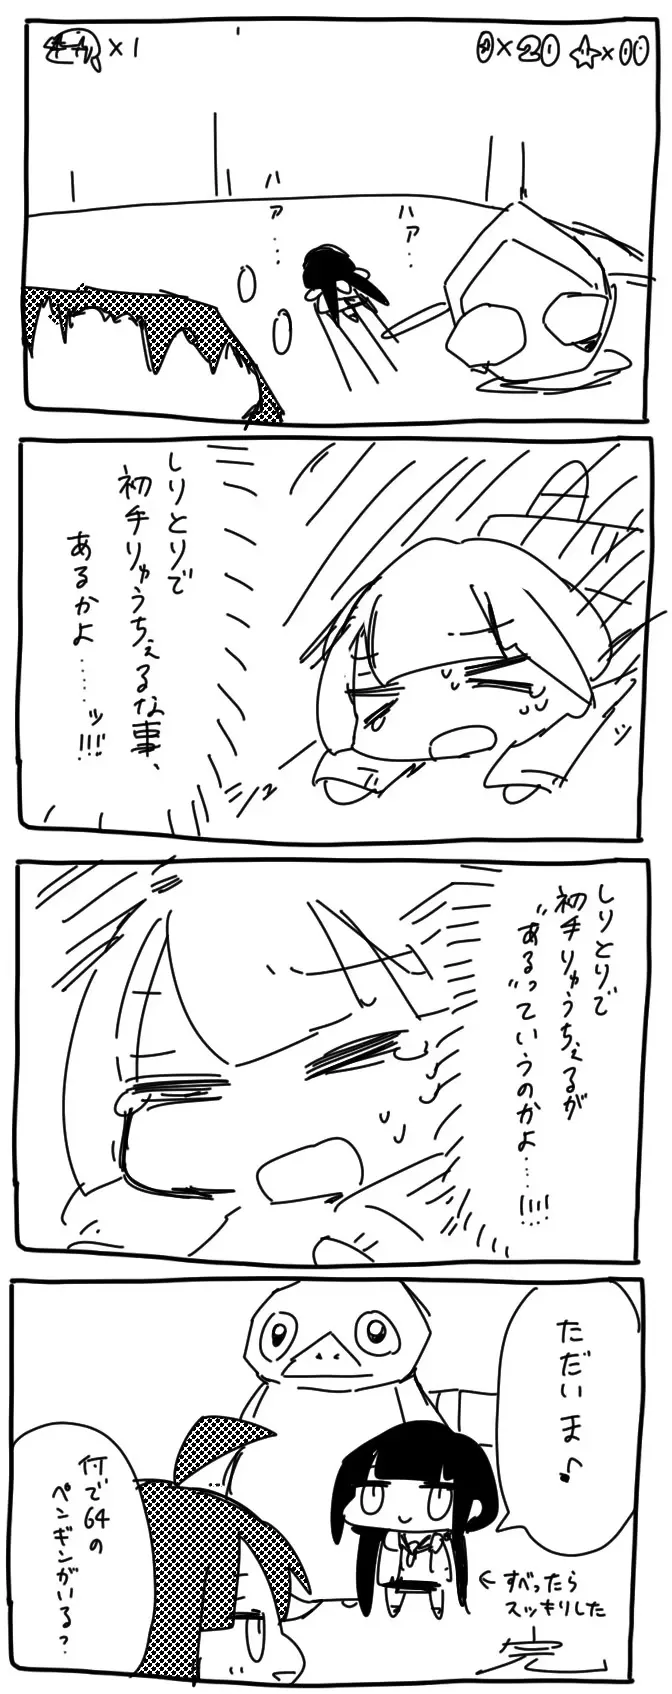 ×1
×20
☆×00
ハァ…
ハァ…
しりとりで
初手りゅうちぇるな事、
あるかよ……ッ!!!
しりとりで
初手りゅうちぇるが
"ある"っていうのかよ……!!!!
ただいま♪
←すべったら
スッキリした
付で64の
ペンギンがいる?
完